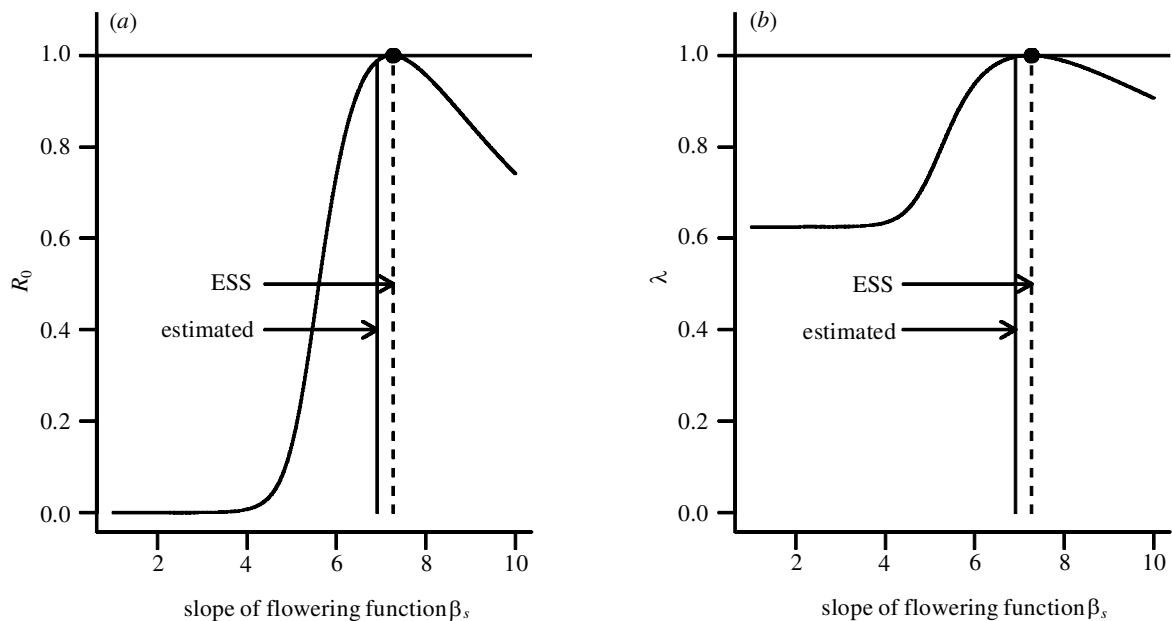 (a)
1.0
0.8
0.6
0.4
0.2
0.0
R0
ESS
estimated
2 4 6 8 10
slope of flowering function βs
(b)
1.0
0.8
0.6
0.4
0.2
0.0
λ
ESS
estimated
2 4 6 8 10
slope of flowering function βs